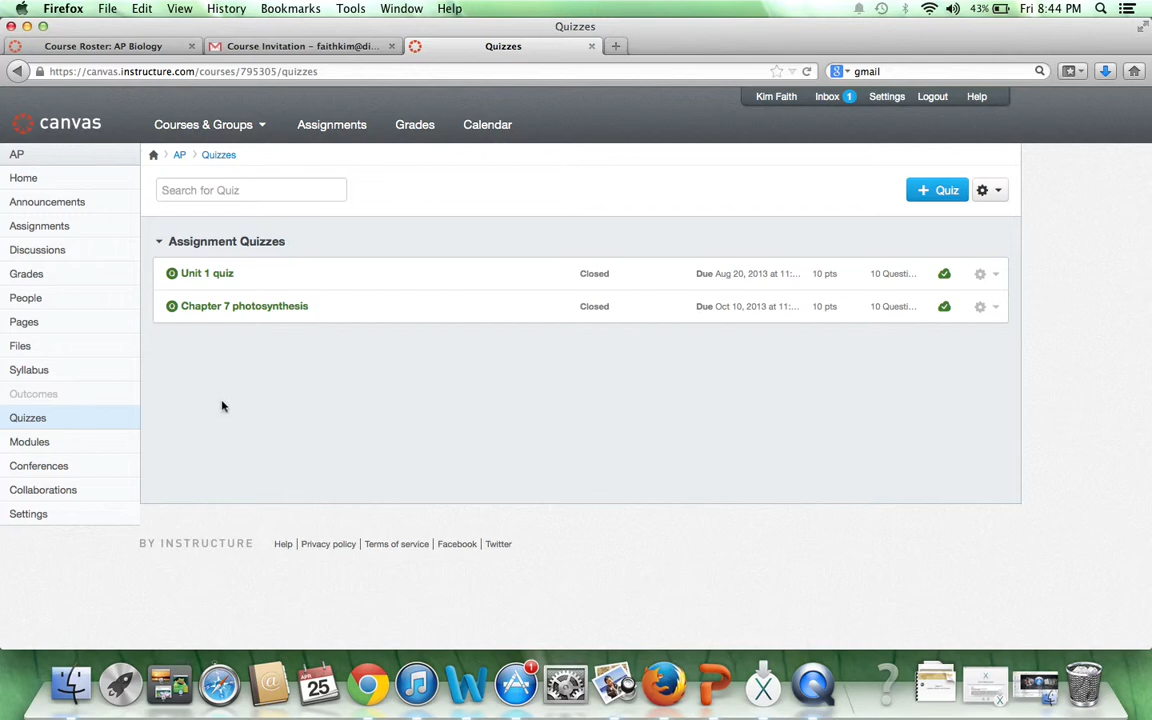 Firefox File Edit View History Bookmarks Tools Window Help 43% Fri 8:44 PM
Quizzes
Course Roster: AP Biology Course Invitation – faithkim@di... Quizzes
https://canvas.instructure.com/courses/795305/quizzes gmail
Kim Faith Inbox 1 Settings Logout Help
canvas Courses & Groups Assignments Grades Calendar
AP AP Quizzes
Home
Search for Quiz + Quiz
Announcements
Assignments
Assignment Quizzes
Discussions
Grades
Unit 1 quiz Closed Due Aug 20, 2013 at 11:... 10 pts 10 Questi...
People
Chapter 7 photosynthesis Closed Due Oct 10, 2013 at 11:... 10 pts 10 Questi...
Pages
Files
Syllabus
Outcomes
Quizzes
Modules
Conferences
Collaborations
Settings
BY INSTRUCTURE Help | Privacy policy | Terms of service | Facebook | Twitter
APR 25 1